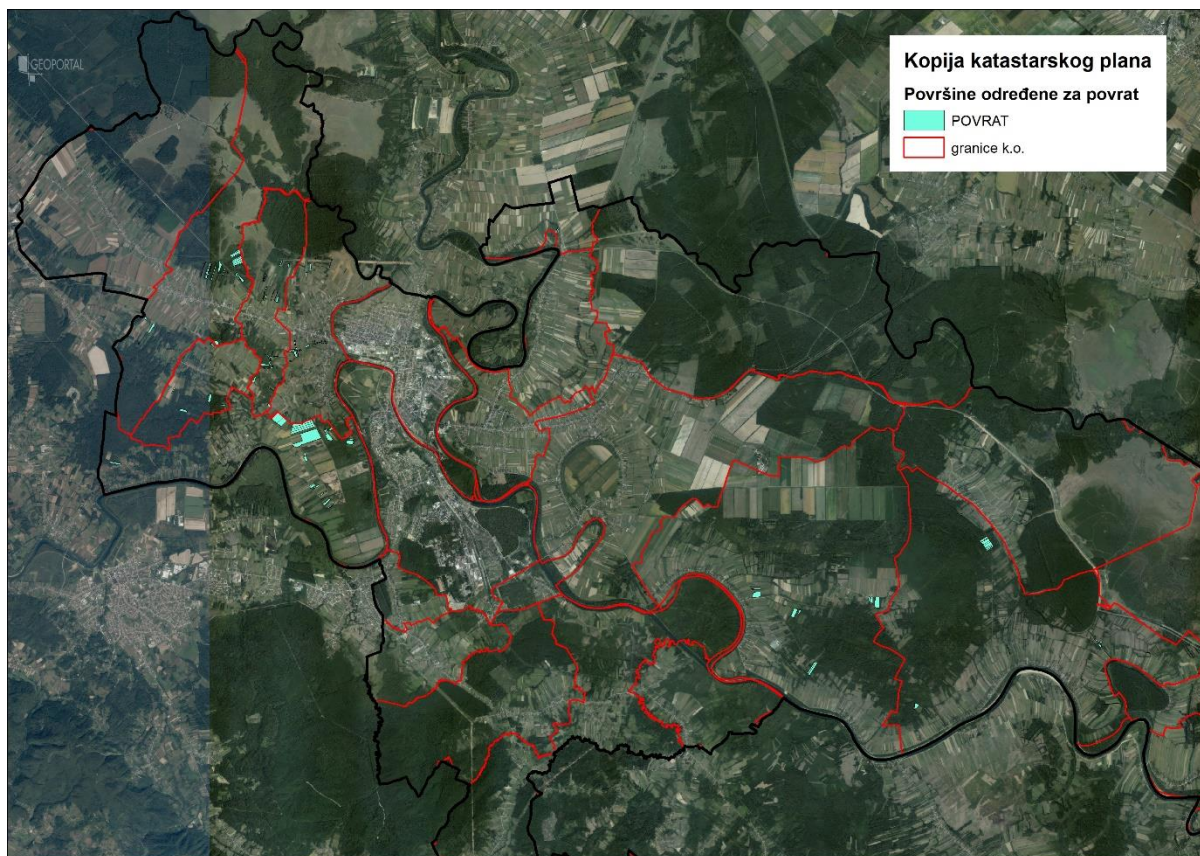 GEOPORTAL
Kopija katastarskog plana
Površine određene za povrat
POVRAT
granice k.o.